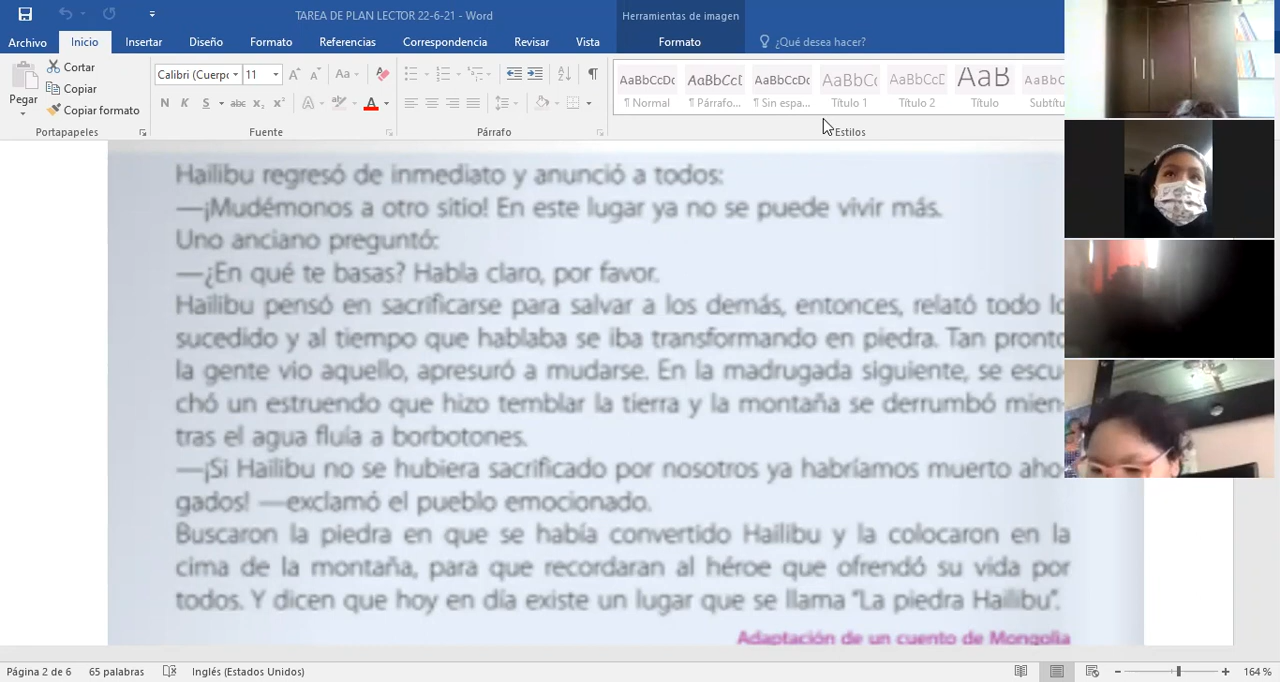 TAREA DE PLAN LECTOR 22-6-21 - Word
Herramientas de imagen
Archivo Inicio Insertar Diseño Formato Referencias Correspondencia Revisar Vista Formato ¿Qué desea hacer?
Cortar
Copiar
Copiar formato
Pegar
Portapapeles
Calibri (Cuerpo 11
N K S abc x₂ x²
Fuente
Párrafo
AaBbCcDc AaBbCcL AaBbCcDc AaBbCc AaBbCcD AaB AaBbC
¶ Normal ¶ Párrafo... ¶ Sin espa... Título 1 Título 2 Título Subtítu
Estilos
Hailibu regresó de inmediato y anunció a todos:
—¡Mudémonos a otro sitio! En este lugar ya no se puede vivir más.
Uno anciano preguntó:
—¿En qué te basas? Habla claro, por favor.
Hailibu pensó en sacrificarse para salvar a los demás, entonces, relató todo lo
sucedido y al tiempo que hablaba se iba transformando en piedra. Tan pronto
la gente vio aquello, apresuró a mudarse. En la madrugada siguiente, se escu-
chó un estruendo que hizo temblar la tierra y la montaña se derrumbó mien-
tras el agua fluía a borbotones.
—¡Si Hailibu no se hubiera sacrificado por nosotros ya habríamos muerto aho-
gados! —exclamó el pueblo emocionado.
Buscaron la piedra en que se había convertido Hailibu y la colocaron en la
cima de la montaña, para que recordaran al héroe que ofrendó su vida por
todos. Y dicen que hoy en día existe un lugar que se llama “La piedra Hailibu”.
Adaptación de un cuento de Mongolia
Página 2 de 6 65 palabras Inglés (Estados Unidos) 164 %